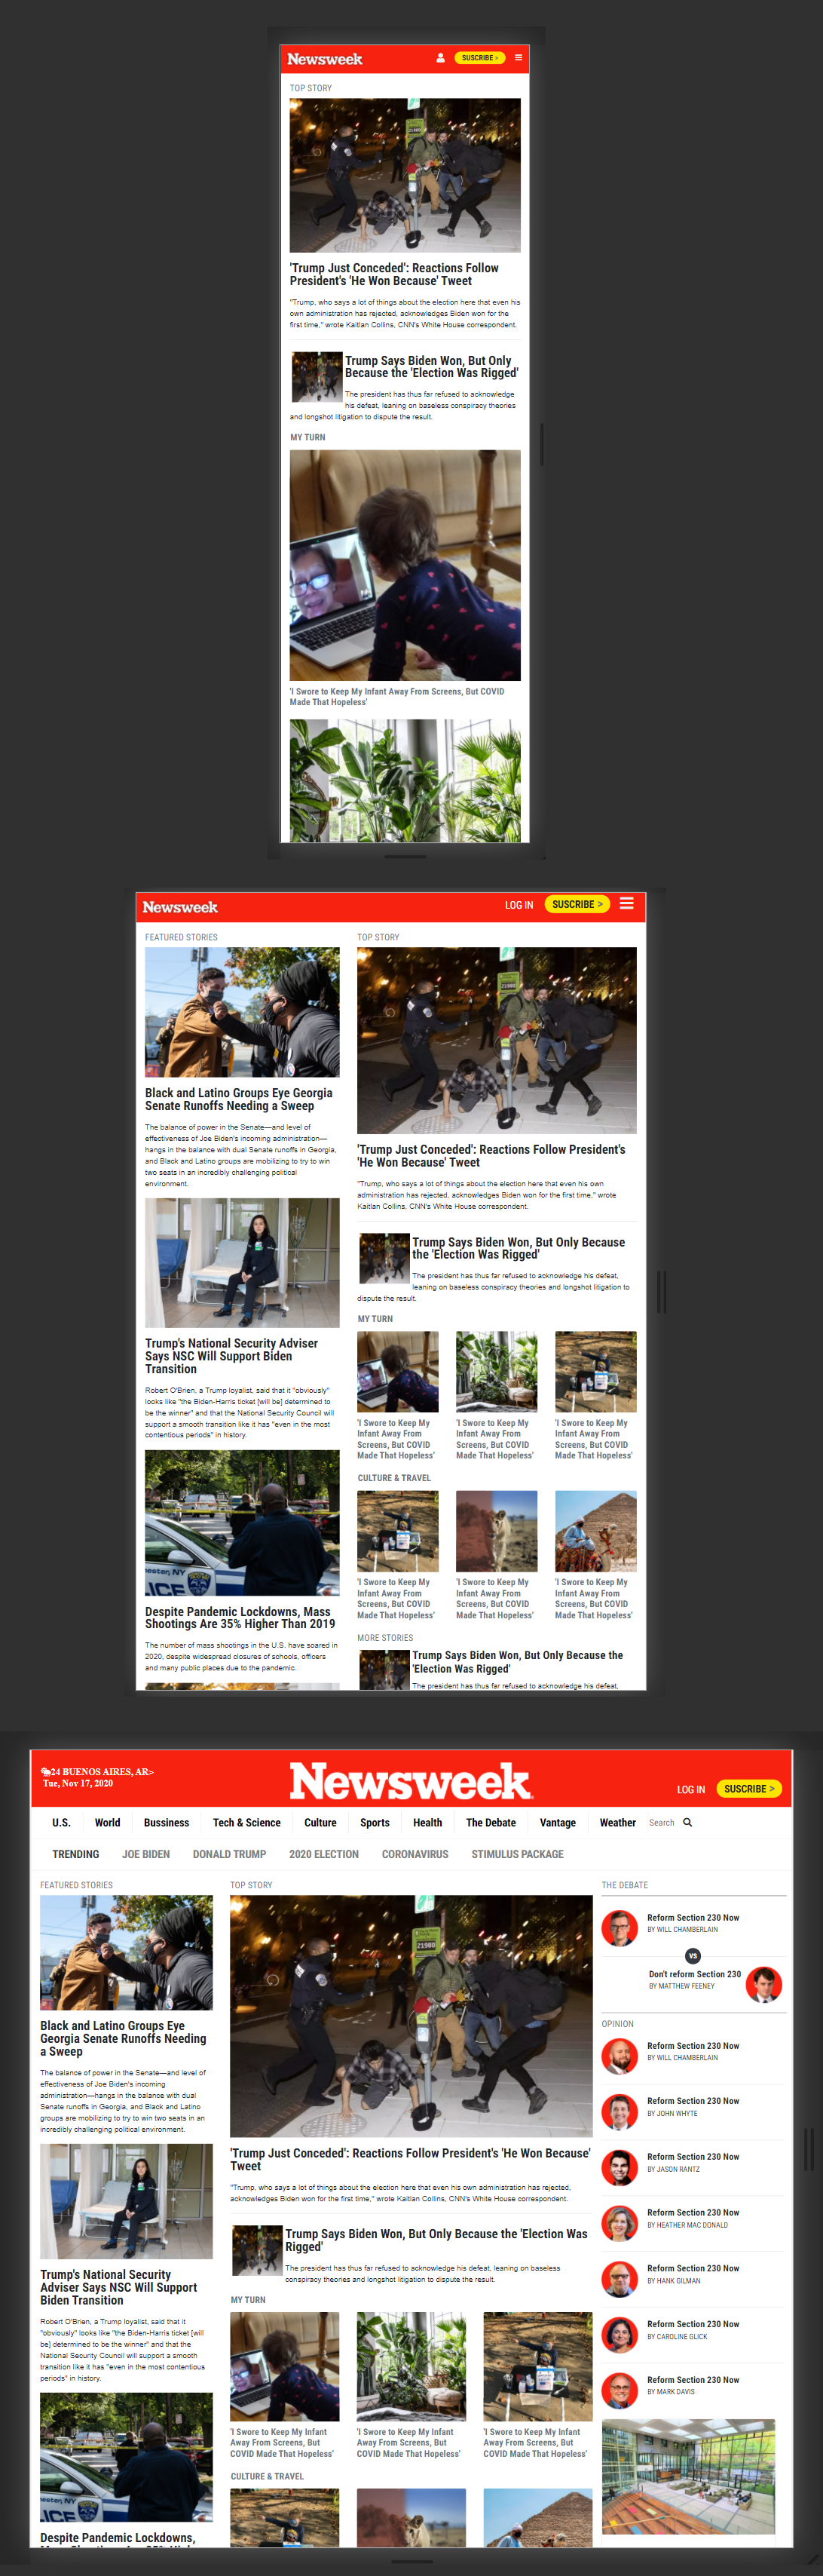 Newsweek
SUSCRIBE >
TOP STORY
21980
'Trump Just Conceded': Reactions Follow
President's 'He Won Because' Tweet
"Trump, who says a lot of things about the election here that even his
own administration has rejected, acknowledges Biden won for the
first time," wrote Kaitlan Collins, CNN's White House correspondent.
Trump Says Biden Won, But Only
Because the 'Election Was Rigged'
The president has thus far refused to acknowledge
his defeat, leaning on baseless conspiracy theories
and longshot litigation to dispute the result.
MY TURN
'I Swore to Keep My Infant Away From Screens, But COVID
Made That Hopeless'
Newsweek
LOG IN
SUSCRIBE >
FEATURED STORIES
Black and Latino Groups Eye Georgia
Senate Runoffs Needing a Sweep
The balance of power in the Senate—and level of
effectiveness of Joe Biden's incoming administration—
hangs in the balance with dual Senate runoffs in Georgia,
and Black and Latino groups are mobilizing to try to win
two seats in an incredibly challenging political
environment.
Trump's National Security Adviser
Says NSC Will Support Biden
Transition
Robert O'Brien, a Trump loyalist, said that it "obviously"
looks like "the Biden-Harris ticket [will be] determined to
be the winner" and that the National Security Council will
support a smooth transition like it has "even in the most
contentious periods" in history.
ester, NY
ICE
Despite Pandemic Lockdowns, Mass
Shootings Are 35% Higher Than 2019
The number of mass shootings in the U.S. have soared in
2020, despite widespread closures of schools, officers
and many public places due to the pandemic.
TOP STORY
21980
'Trump Just Conceded': Reactions Follow President's
'He Won Because' Tweet
"Trump, who says a lot of things about the election here that even his own
administration has rejected, acknowledges Biden won for the first time," wrote
Kaitlan Collins, CNN's White House correspondent.
Trump Says Biden Won, But Only Because
the 'Election Was Rigged'
The president has thus far refused to acknowledge his defeat,
leaning on baseless conspiracy theories and longshot litigation to
dispute the result.
MY TURN
'I Swore to Keep My
Infant Away From
Screens, But COVID
Made That Hopeless'
'I Swore to Keep My
Infant Away From
Screens, But COVID
Made That Hopeless'
'I Swore to Keep My
Infant Away From
Screens, But COVID
Made That Hopeless'
CULTURE & TRAVEL
'I Swore to Keep My
Infant Away From
Screens, But COVID
Made That Hopeless'
'I Swore to Keep My
Infant Away From
Screens, But COVID
Made That Hopeless'
'I Swore to Keep My
Infant Away From
Screens, But COVID
Made That Hopeless'
MORE STORIES
Trump Says Biden Won, But Only Because the
'Election Was Rigged'
The president has thus far refused to acknowledge his defeat,
24 BUENOS AIRES, AR>
Tue, Nov 17, 2020
Newsweek
LOG IN
SUSCRIBE >
U.S. World Bussiness Tech & Science Culture Sports Health The Debate Vantage Weather Search
TRENDING JOE BIDEN DONALD TRUMP 2020 ELECTION CORONAVIRUS STIMULUS PACKAGE
FEATURED STORIES
Black and Latino Groups Eye
Georgia Senate Runoffs Needing
a Sweep
The balance of power in the Senate—and level of
effectiveness of Joe Biden's incoming
administration—hangs in the balance with dual
Senate runoffs in Georgia, and Black and Latino
groups are mobilizing to try to win two seats in an
incredibly challenging political environment.
Trump's National Security
Adviser Says NSC Will Support
Biden Transition
Robert O'Brien, a Trump loyalist, said that it
"obviously" looks like "the Biden-Harris ticket [will
be] determined to be the winner" and that the
National Security Council will support a smooth
transition like it has "even in the most contentious
periods" in history.
ester, NY
ICE
Despite Pandemic Lockdowns,
TOP STORY
21980
'Trump Just Conceded': Reactions Follow President's 'He Won Because'
Tweet
"Trump, who says a lot of things about the election here that even his own administration has rejected,
acknowledges Biden won for the first time," wrote Kaitlan Collins, CNN's White House correspondent.
Trump Says Biden Won, But Only Because the 'Election Was
Rigged'
The president has thus far refused to acknowledge his defeat, leaning on baseless
conspiracy theories and longshot litigation to dispute the result.
MY TURN
'I Swore to Keep My Infant
Away From Screens, But
COVID Made That Hopeless'
'I Swore to Keep My Infant
Away From Screens, But
COVID Made That Hopeless'
'I Swore to Keep My Infant
Away From Screens, But
COVID Made That Hopeless'
CULTURE & TRAVEL
THE DEBATE
Reform Section 230 Now
BY WILL CHAMBERLAIN
VS
Don't reform Section 230
BY MATTHEW FEENEY
OPINION
Reform Section 230 Now
BY WILL CHAMBERLAIN
Reform Section 230 Now
BY JOHN WHYTE
Reform Section 230 Now
BY JASON RANTZ
Reform Section 230 Now
BY HEATHER MAC DONALD
Reform Section 230 Now
BY HANK GILMAN
Reform Section 230 Now
BY CAROLINE GLICK
Reform Section 230 Now
BY MARK DAVIS